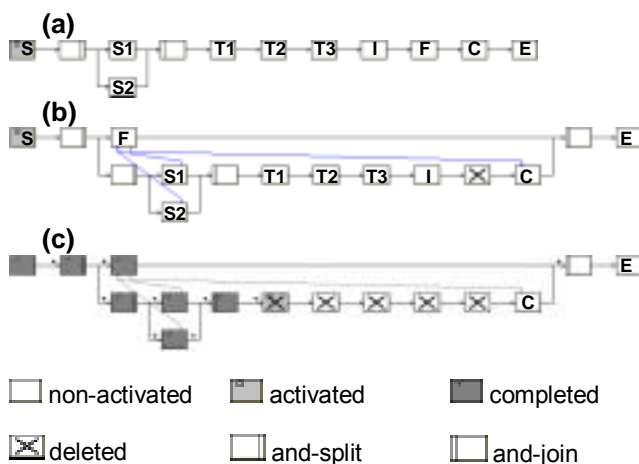 (a)
S S1 T1 T2 T3 I F C E
S2
(b)
S F E
S1 T1 T2 T3 I C
S2
(c)
E
C
non-activated activated completed
deleted and-split and-join